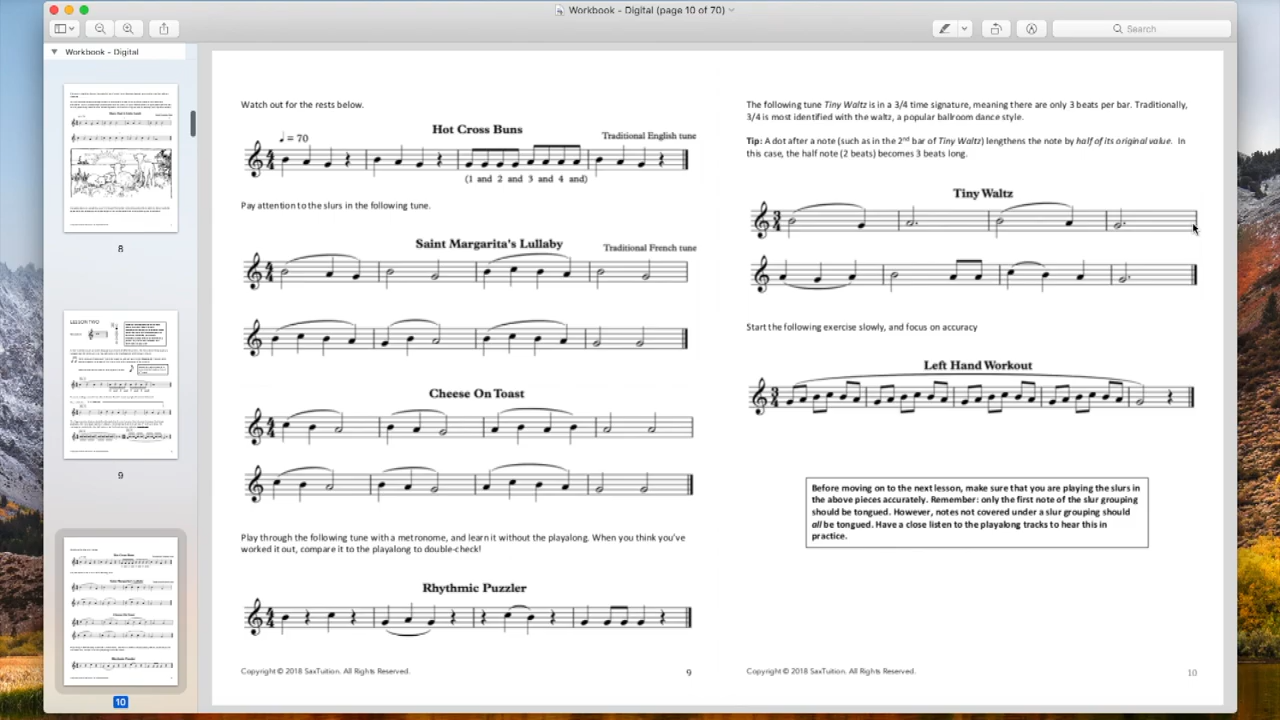 Workbook - Digital (page 10 of 70)
Search
Workbook - Digital
8
LESSON TWO
9
10
Watch out for the rests below.
Hot Cross Buns
♩ = 70
Traditional English tune
(1 and 2 and 3 and 4 and)
Pay attention to the slurs in the following tune.
Saint Margarita's Lullaby
Traditional French tune
Cheese On Toast
Play through the following tune with a metronome, and learn it without the playalong. When you think you've
worked it out, compare it to the playalong to double-check!
Rhythmic Puzzler
Copyright © 2018 SaxTuition. All Rights Reserved.
9
The following tune Tiny Waltz is in a 3/4 time signature, meaning there are only 3 beats per bar. Traditionally,
3/4 is most identified with the waltz, a popular ballroom dance style.
Tip: A dot after a note (such as in the 2nd bar of Tiny Waltz) lengthens the note by half of its original value. In
this case, the half note (2 beats) becomes 3 beats long.
Tiny Waltz
Start the following exercise slowly, and focus on accuracy
Left Hand Workout
Before moving on to the next lesson, make sure that you are playing the slurs in
the above pieces accurately. Remember: only the first note of the slur grouping
should be tongued. However, notes not covered under a slur grouping should
all be tongued. Have a close listen to the playalong tracks to hear this in
practice.
Copyright © 2018 SaxTuition. All Rights Reserved.
10